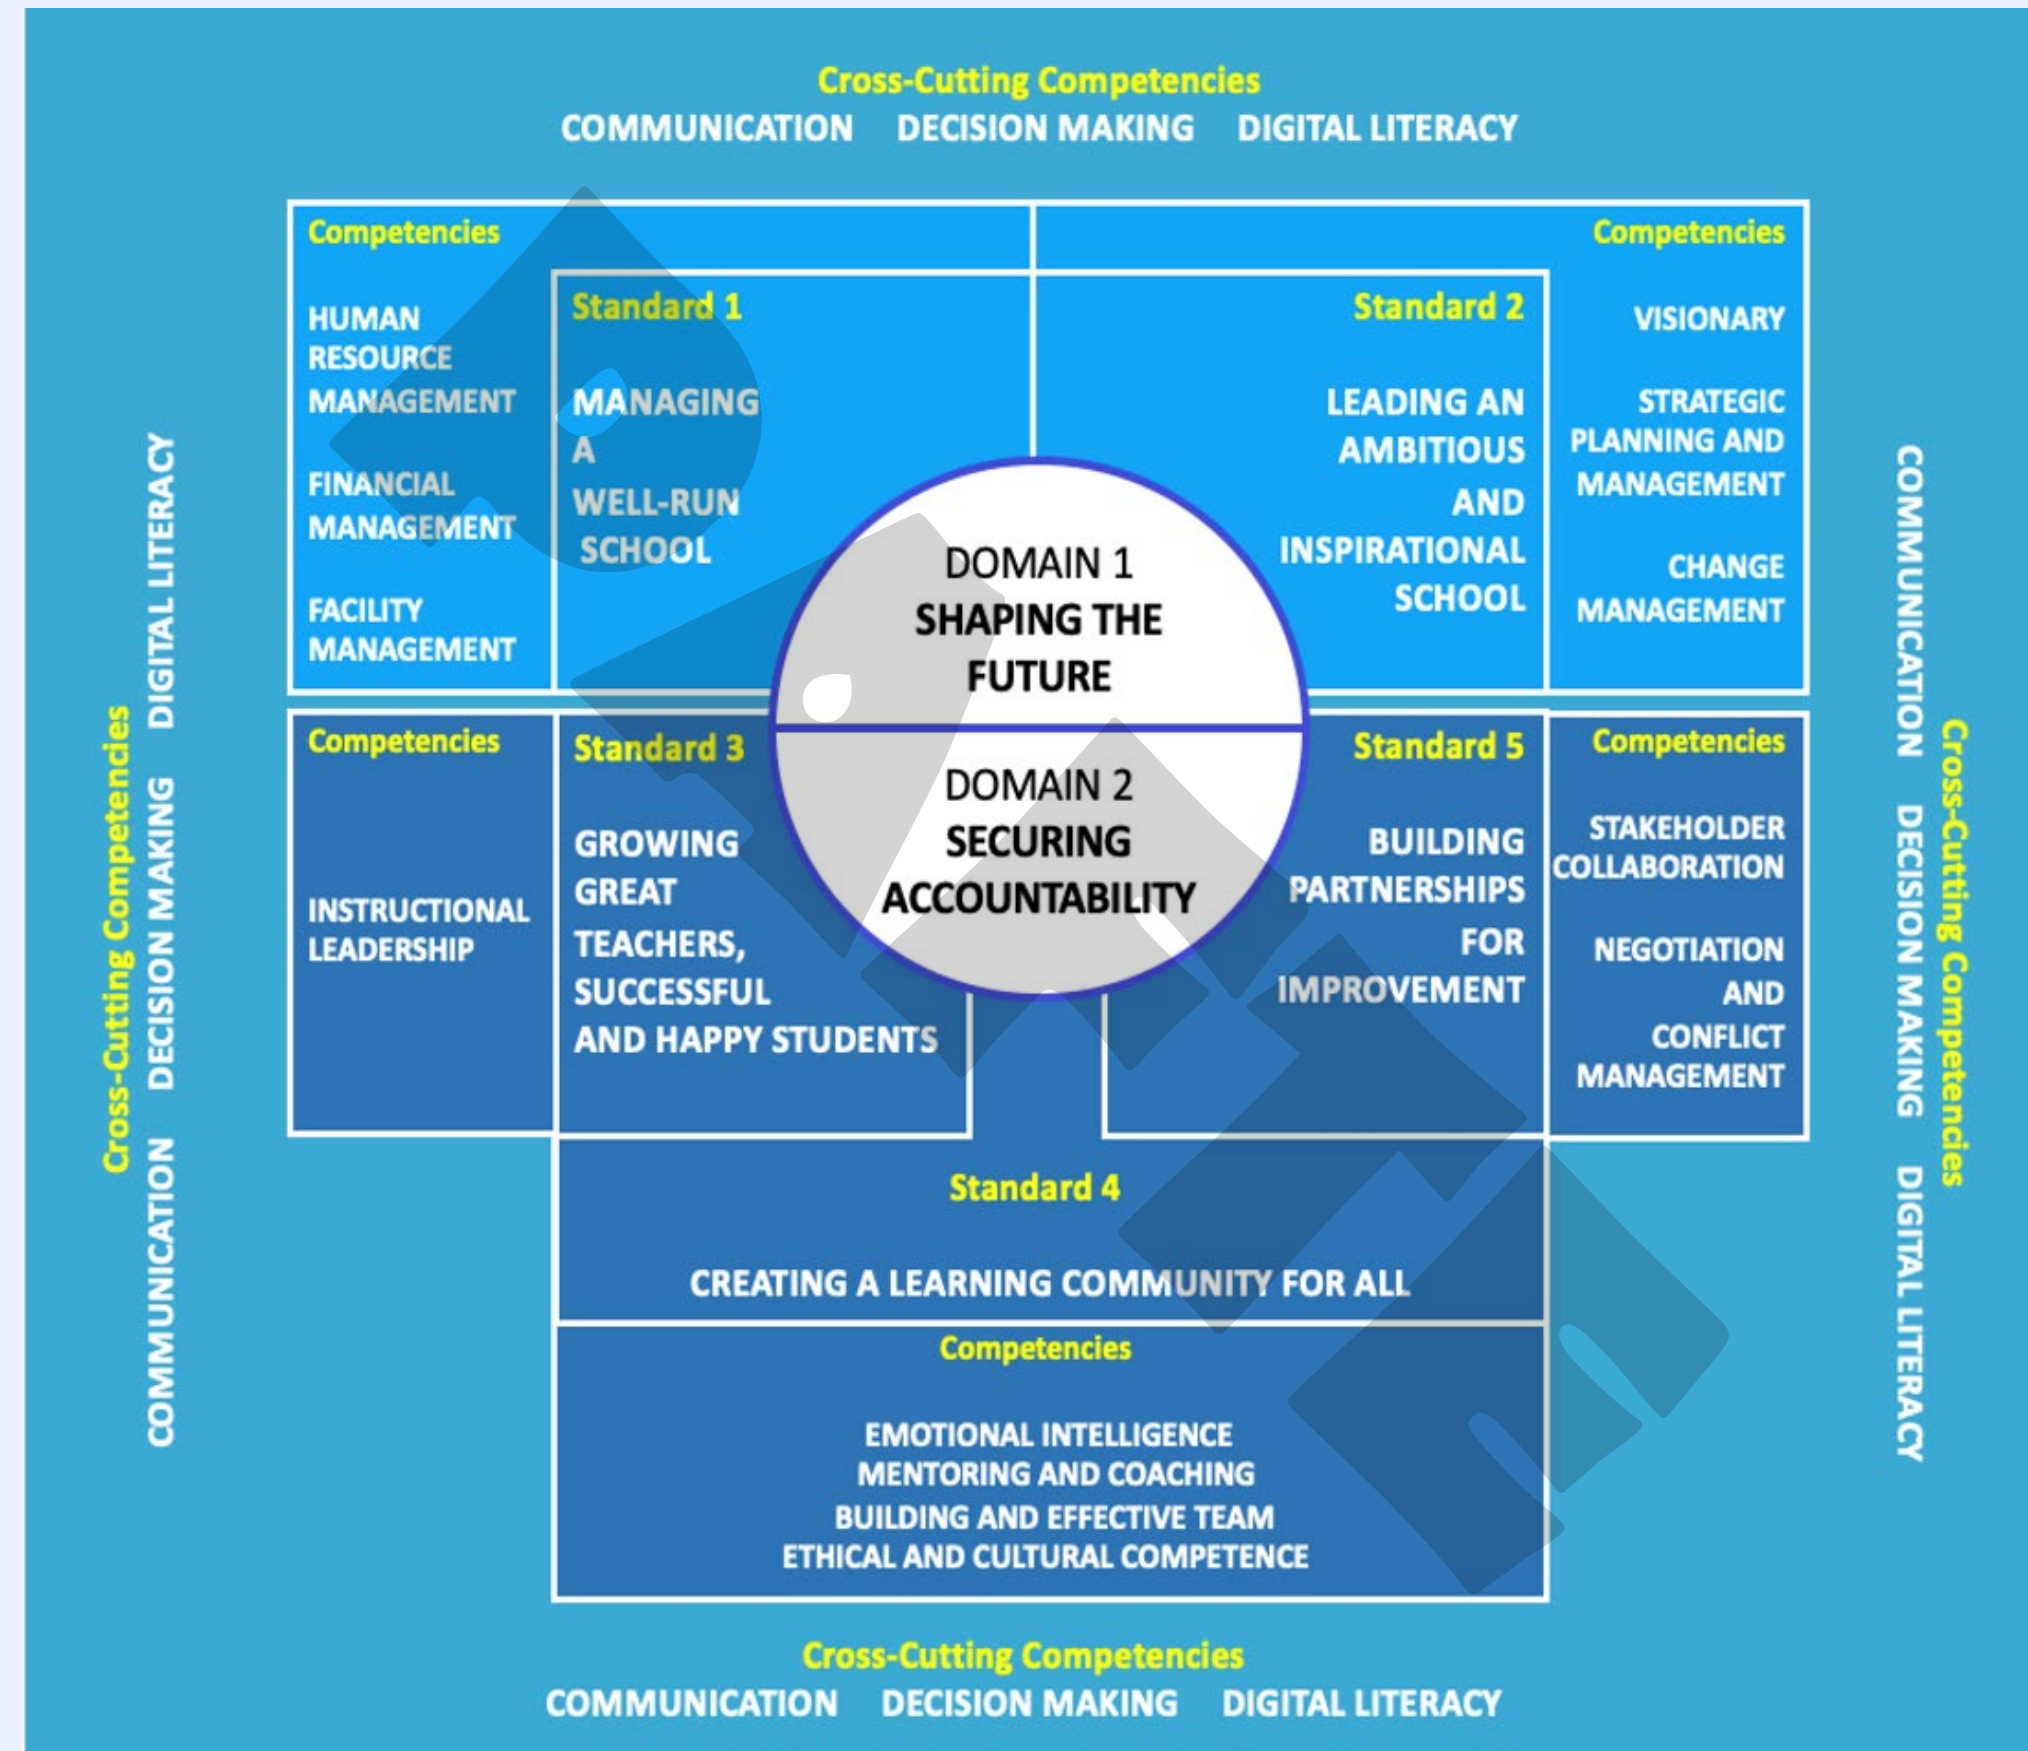 Cross-Cutting Competencies
COMMUNICATION DECISION MAKING DIGITAL LITERACY
Competencies
HUMAN
RESOURCE
MANAGEMENT
FINANCIAL
MANAGEMENT
FACILITY
MANAGEMENT
Standard 1
MANAGING
A
WELL-RUN
SCHOOL
Standard 2
LEADING AN
AMBITIOUS
AND
INSPIRATIONAL
SCHOOL
Competencies
VISIONARY
STRATEGIC
PLANNING AND
MANAGEMENT
CHANGE
MANAGEMENT
DOMAIN 1
SHAPING THE
FUTURE
DOMAIN 2
SECURING
ACCOUNTABILITY
Competencies
INSTRUCTIONAL
LEADERSHIP
Standard 3
GROWING
GREAT
TEACHERS,
SUCCESSFUL
AND HAPPY STUDENTS
Standard 5
BUILDING
PARTNERSHIPS
FOR
IMPROVEMENT
Competencies
STAKEHOLDER
COLLABORATION
NEGOTIATION
AND
CONFLICT
MANAGEMENT
Standard 4
CREATING A LEARNING COMMUNITY FOR ALL
Competencies
EMOTIONAL INTELLIGENCE
MENTORING AND COACHING
BUILDING AND EFFECTIVE TEAM
ETHICAL AND CULTURAL COMPETENCE
Cross-Cutting Competencies
COMMUNICATION DECISION MAKING DIGITAL LITERACY
Cross-Cutting Competencies
COMMUNICATION DECISION MAKING DIGITAL LITERACY
Cross-Cutting Competencies
COMMUNICATION DECISION MAKING DIGITAL LITERACY